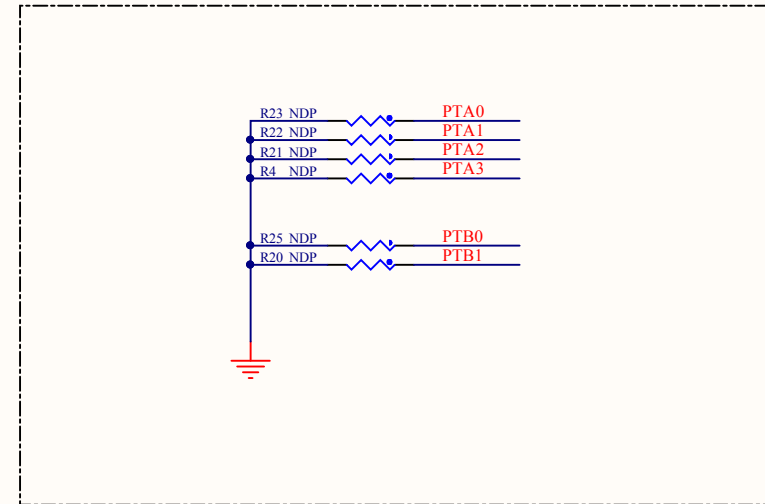 R23 NDP PTA0
R22 NDP PTA1
R21 NDP PTA2
R4 NDP PTA3
R25 NDP PTB0
R20 NDP PTB1